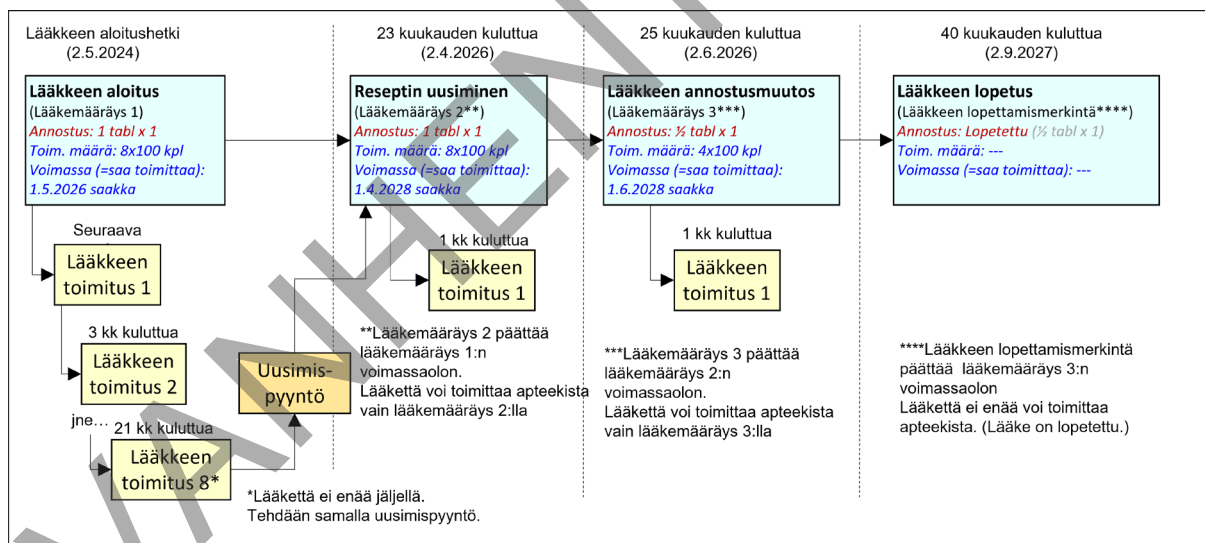 Lääkkeen aloitushetki
(2.5.2024)
Lääkkeen aloitus
(Lääkemääräys 1)
Annostus: 1 tabl x 1
Toim. määrä: 8x100 kpl
Voimassa (=saa toimittaa):
1.5.2026 saakka
Seuraava
Lääkkeen
toimitus 1
3 kk kuluttua
Lääkkeen
toimitus 2
jne...
21 kk kuluttua
Lääkkeen
toimitus 8*
*Lääkettä ei enää jäljellä.
Tehdään samalla uusimispyyntö.
Uusimis-
pyyntö
23 kuukauden kuluttua
(2.4.2026)
Reseptin uusiminen
(Lääkemääräys 2**)
Annostus: 1 tabl x 1
Toim. määrä: 8x100 kpl
Voimassa (=saa toimittaa):
1.4.2028 saakka
1 kk kuluttua
Lääkkeen
toimitus 1
**Lääkemääräys 2 päättää
lääkemääräys 1:n
voimassaolon.
Lääkettä voi toimittaa apteekista
vain lääkemääräys 2:lla
25 kuukauden kuluttua
(2.6.2026)
Lääkkeen annostusmuutos
(Lääkemääräys 3***)
Annostus: ½ tabl x 1
Toim. määrä: 4x100 kpl
Voimassa (=saa toimittaa):
1.6.2028 saakka
1 kk kuluttua
Lääkkeen
toimitus 1
***Lääkemääräys 3 päättää
lääkemääräys 2:n
voimassaolon.
Lääkettä voi toimittaa apteekista
vain lääkemääräys 3:lla
40 kuukauden kuluttua
(2.9.2027)
Lääkkeen lopetus
(Lääkkeen lopettamismerkintä****)
Annostus: Lopetettu (½ tabl x 1)
Toim. määrä: ---
Voimassa (=saa toimittaa): ---
****Lääkkeen lopettamismerkintä
päättää lääkemääräys 3:n
voimassaolon
Lääkettä ei enää voi toimittaa
apteekista. (Lääke on lopetettu.)